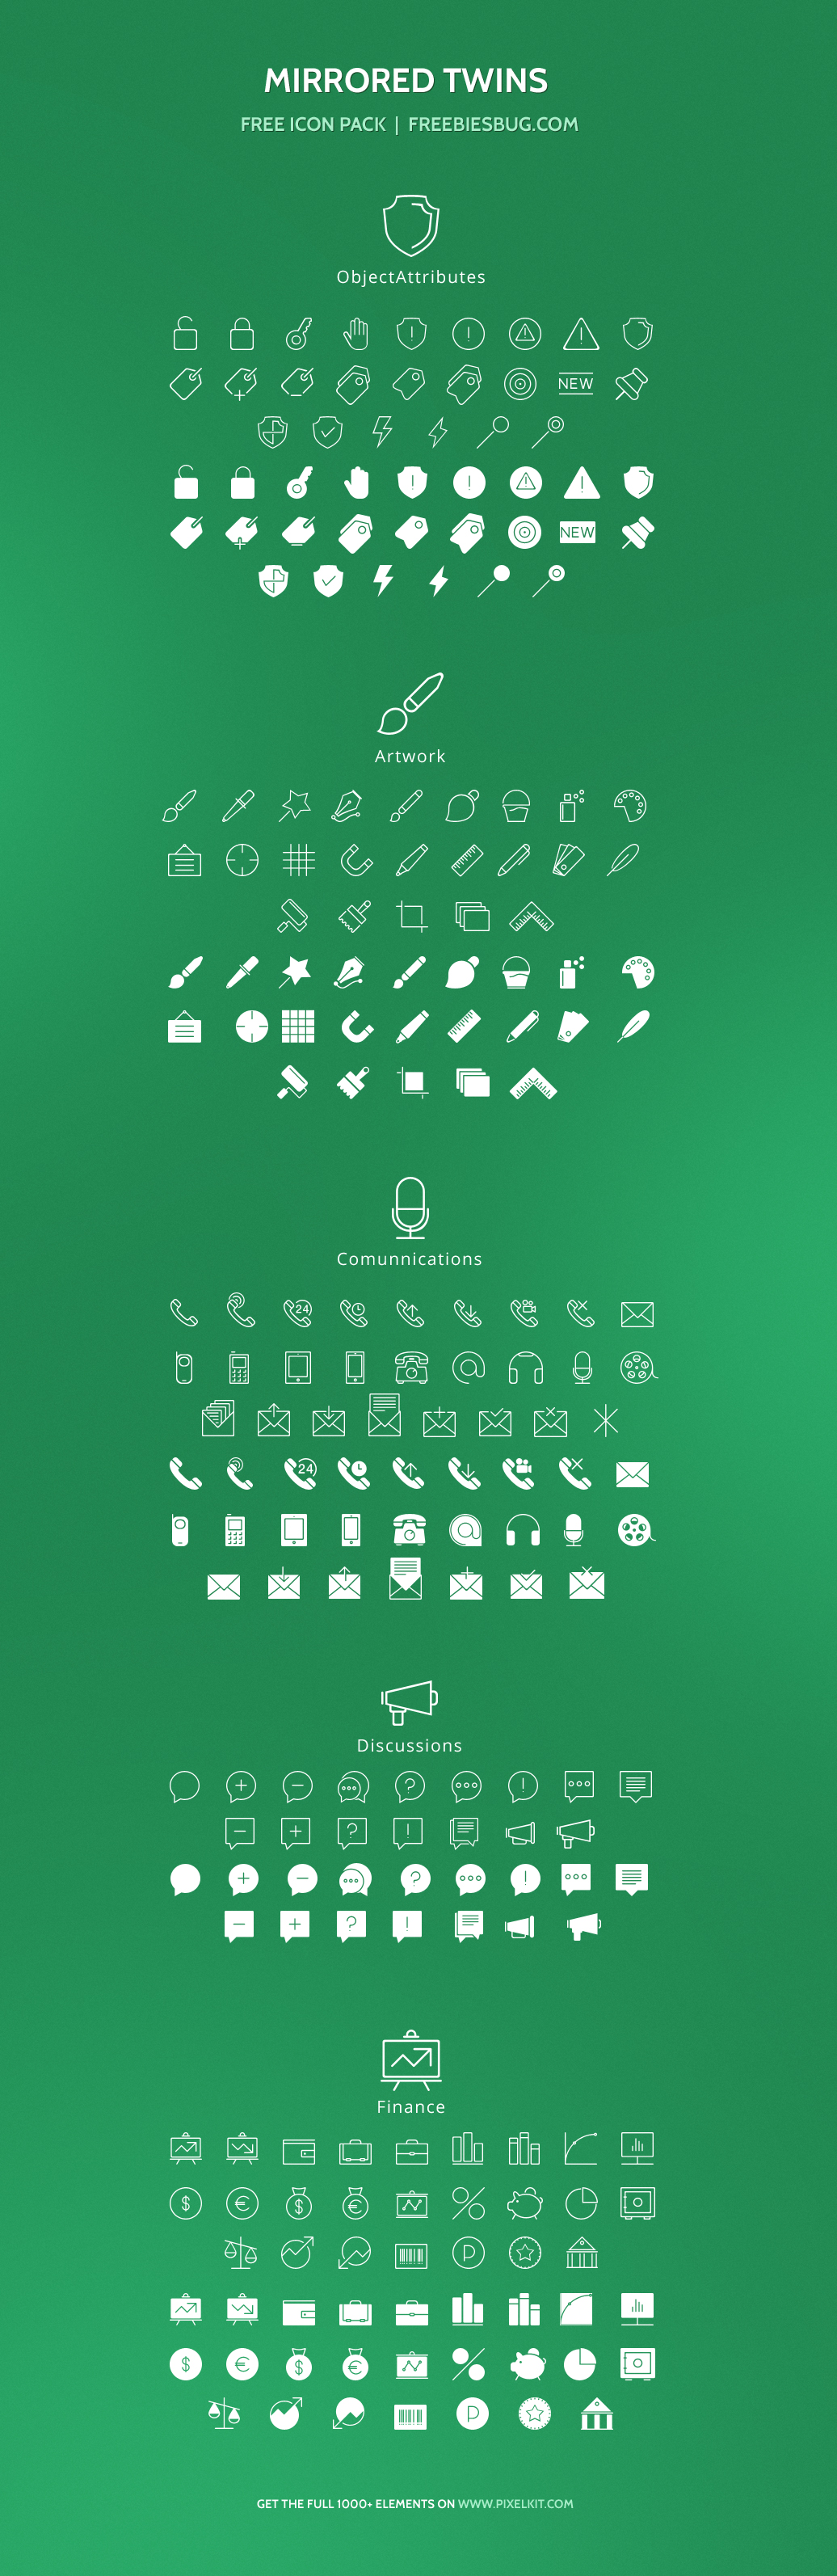 MIRRORED TWINS
FREE ICON PACK | FREEBIESBUG.COM
ObjectAttributes
NEW
NEW
Artwork
Comunnications
24
24
Discussions
Finance
GET THE FULL 1000+ ELEMENTS ON WWW.PIXELKIT.COM